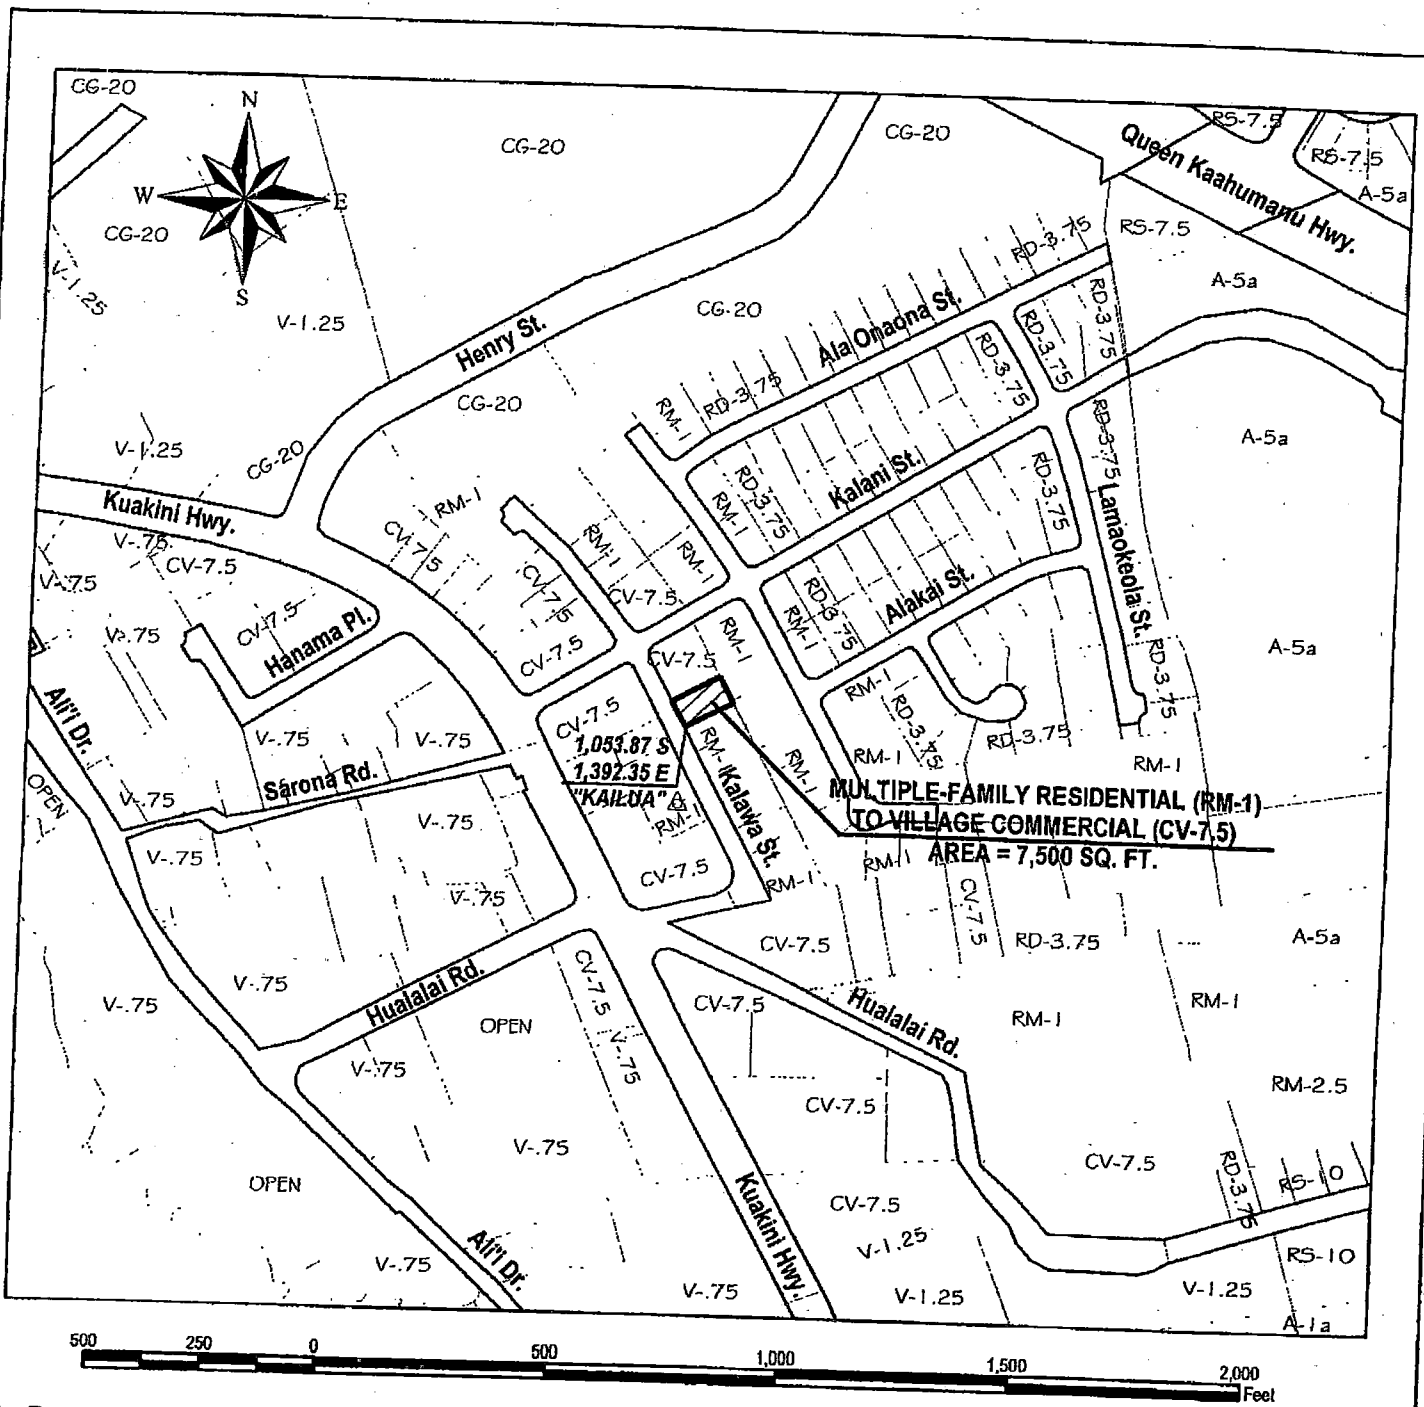 CG-20
N
CG-20
CG-20
RS-7.5
RS-7.5
Queen Kaahumanu Hwy.
A-5a
W
E
CG-20
V-1.25
S
RD-3.75
RS-7.5
A-5a
V-1.25
Henry St.
CG-20
Ala Onaona St.
RD-3.75
RD-3.75
RD-3.75
CG-20
RM-1
RD-3.75
RD-3.75
A-5a
V-1.25
CG-20
Kuakini Hwy.
RM-1
CV-7.5
RM-1
RM-1
RM-1
RD-3.75
Kalani St.
RD-3.75
Lamaokeola St.
V-.75
CV-7.5
V-.75
CV-7.5
CV-7.5
Alakai St.
RD-3.75
RM-1
V-.75
CV-7.5
Hanama Pl.
CV-7.5
CV-7.5
RM-1
RD-3.75
A-5a
Ali'i Dr.
V-.75
V-.75
CV-7.5
RM-1
RD-3.75
RD-3.75
1,053.87 S
1,392.35 E
"KAILUA"
RM-1
RM-1
RM-1
RM-1
OPEN
V-.75
Sarona Rd.
V-.75
RM-1
Kalawa St.
MULTIPLE-FAMILY RESIDENTIAL (RM-1)
TO VILLAGE COMMERCIAL (CV-7.5)
AREA = 7,500 SQ. FT.
V-.75
CV-7.5
RM-1
RM-1
V-.75
CV-7.5
CV-7.5
RD-3.75
A-5a
V-.75
V-.75
Hualalai Rd.
OPEN
CV-7.5
CV-7.5
Hualalai Rd.
RM-1
RM-1
V-.75
V-.75
CV-7.5
RM-2.5
V-.75
CV-7.5
RD-3.75
RS-10
OPEN
Kuakini Hwy.
CV-7.5
V-1.25
RS-10
Ali'i Dr.
V-.75
V-.75
V-1.25
V-1.25
A-1a
500 250 0 500 1,000 1,500 2,000
Feet